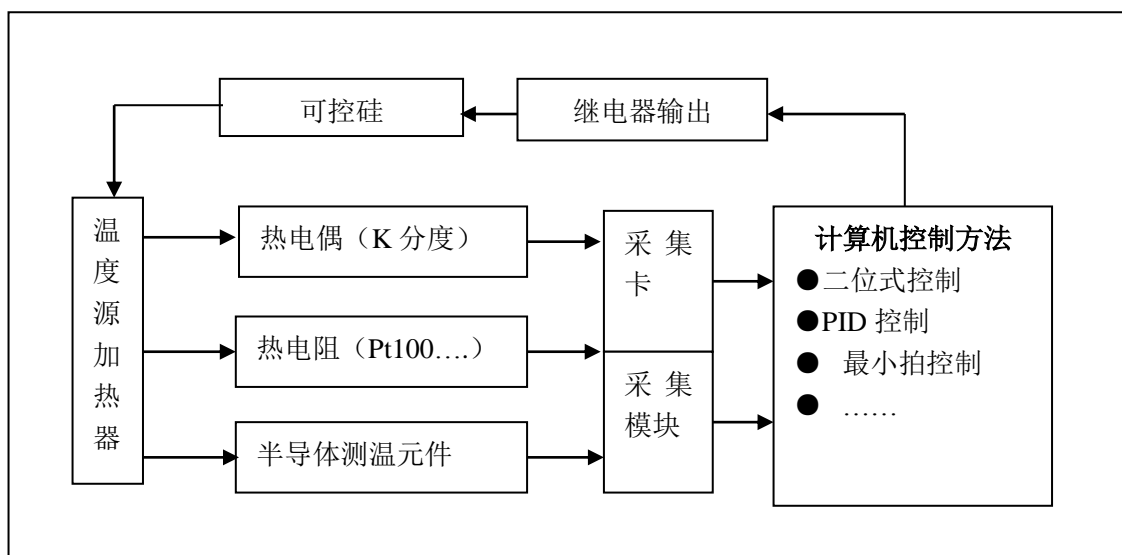 可控硅
继电器输出
温
度
源
加
热
器
热电偶（K 分度）
热电阻（Pt100….）
半导体测温元件
采 集
卡
采 集
模块
计算机控制方法
●二位式控制
●PID 控制
● 最小拍控制
● ……